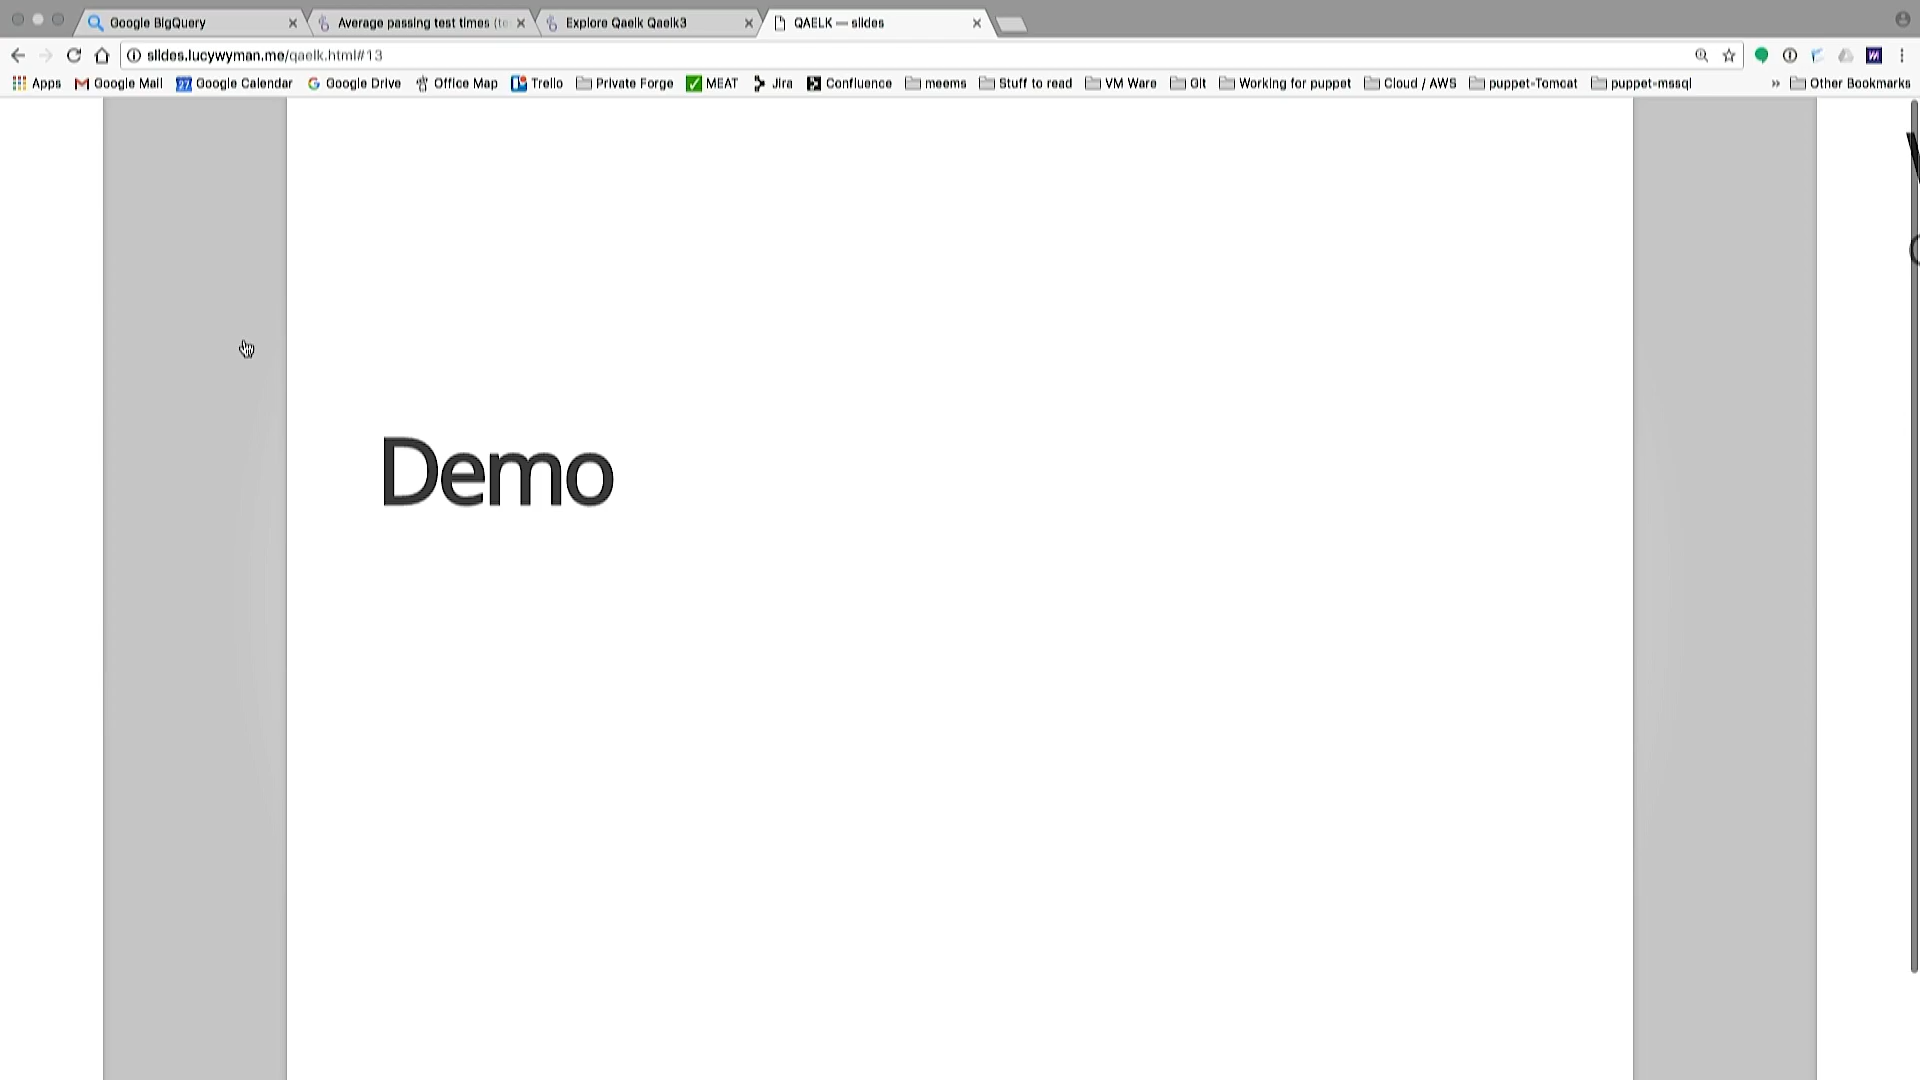 Google BigQuery
Average passing test times (te
Explore Qaelk Qaelk3
QAELK — slides
slides.lucywyman.me/qaelk.html#13
Apps
Google Mail
27 Google Calendar
Google Drive
Office Map
Trello
Private Forge
MEAT
Jira
Confluence
meems
Stuff to read
VM Ware
Git
Working for puppet
Cloud / AWS
puppet-Tomcat
puppet-mssql
» Other Bookmarks
Demo